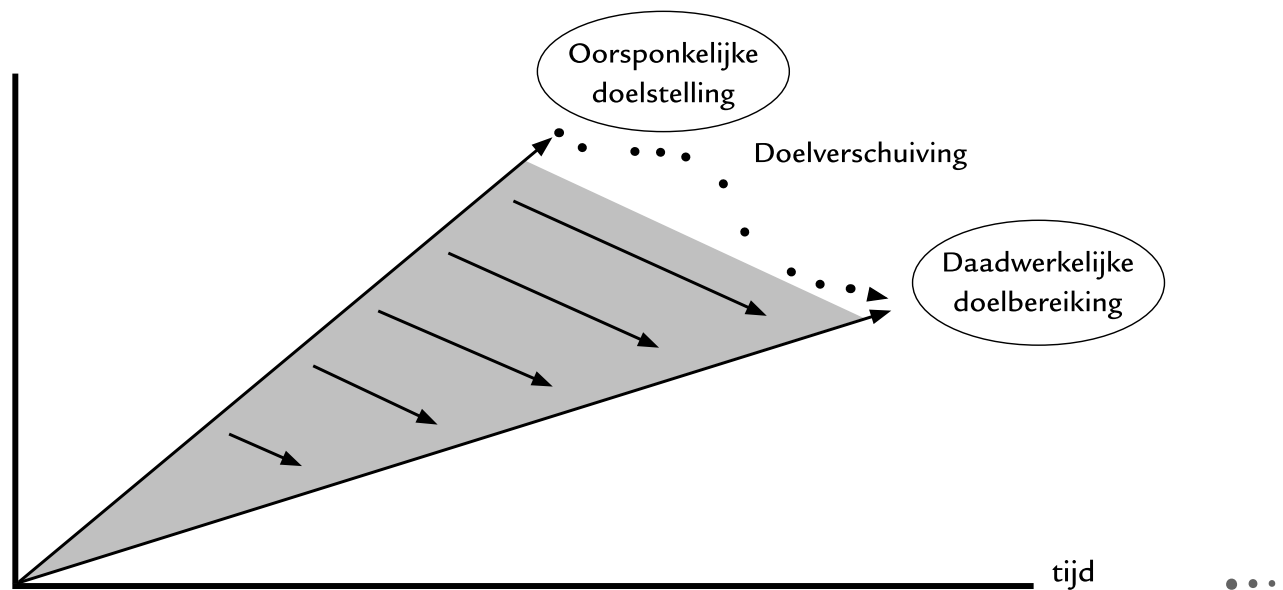 Oorsponkelijke
doelstelling
Doelverschuiving
Daadwerkelijke
doelbereiking
tijd